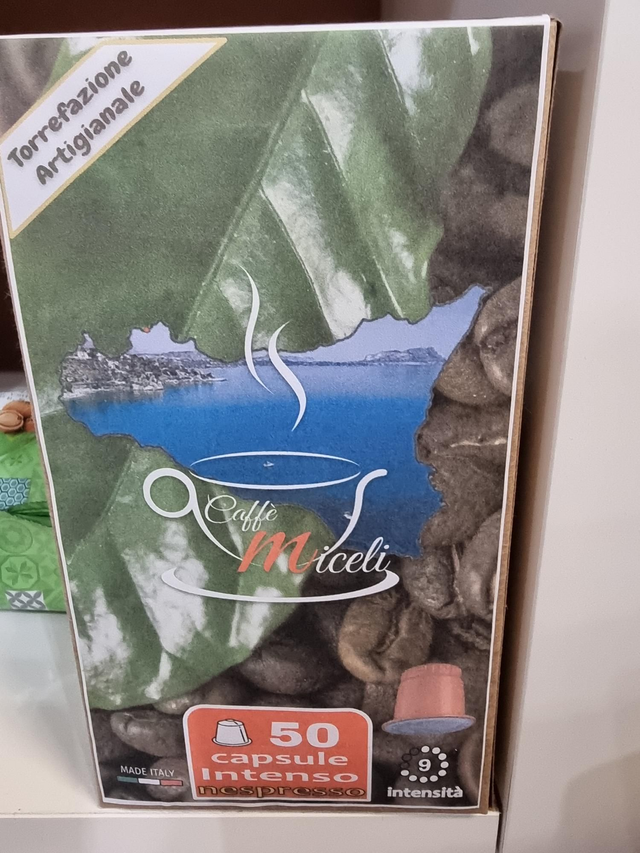 Torrefazione
Artigianale
Caffè
Miceli
50
capsule
Intenso
nespresso
MADE ITALY
9
intensità